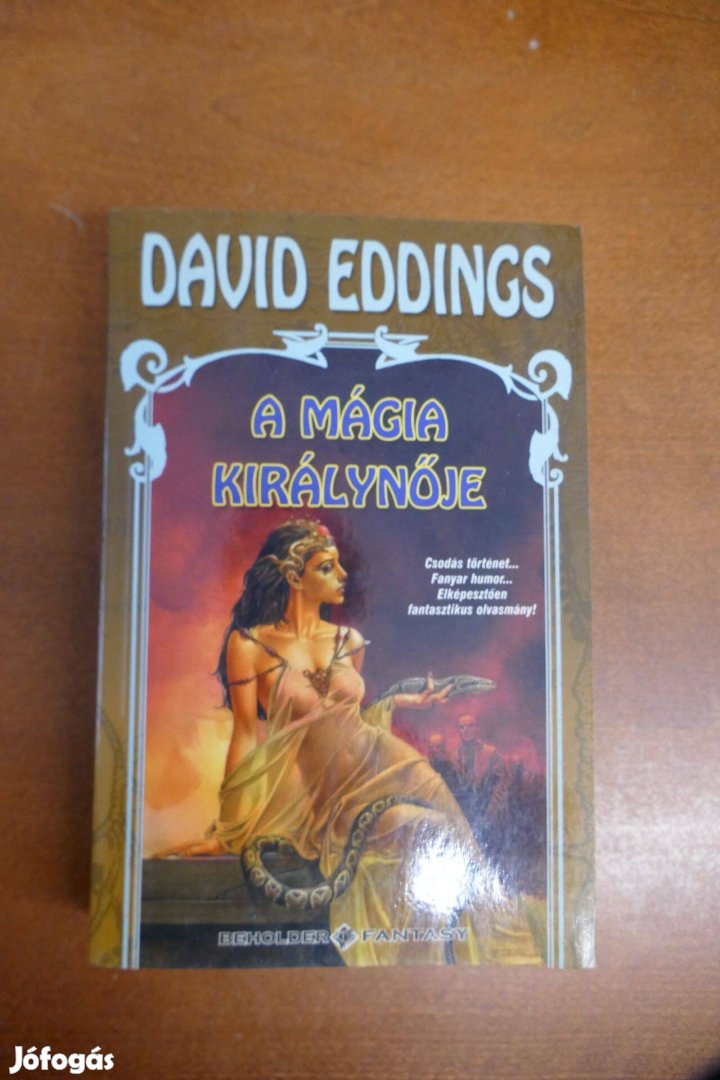 DAVID EDDINGS
A MÁGIA
KIRÁLYNŐJE
Csodás történet...
Fanyar humor...
Elképesztően
fantasztikus olvasmány!
BEHOLDER FANTASY
Jófogás